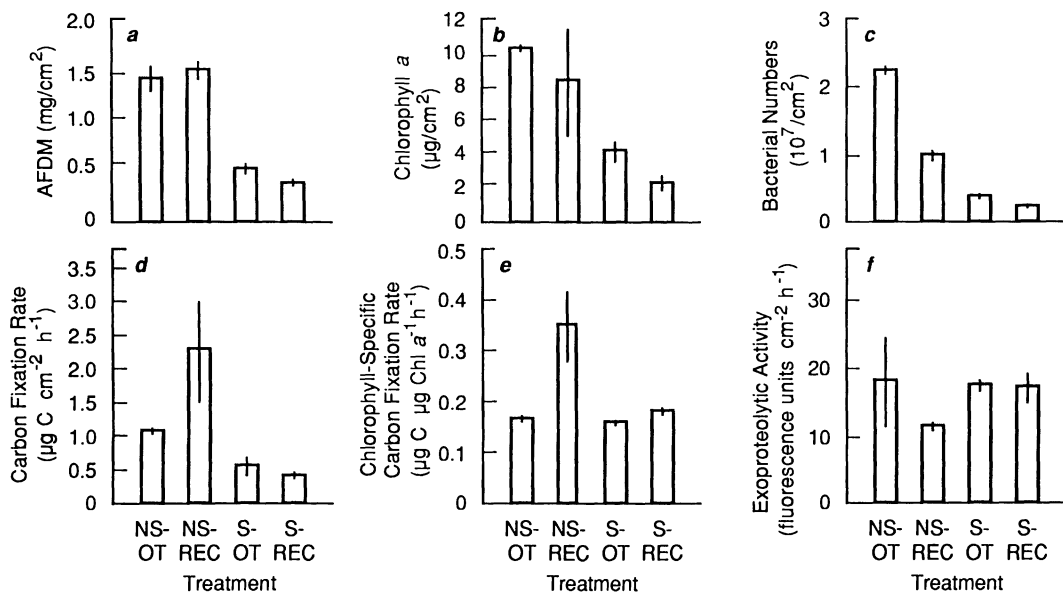 a
AFDM (mg/cm2)
2.0
1.5
1.0
0.5
0
b
Chlorophyll a
(µg/cm2)
12
10
8
6
4
2
0
c
Bacterial Numbers
(107/cm2)
3
2
1
0
d
Carbon Fixation Rate
(µg C cm-2 h-1)
3.5
3.0
2.5
2.0
1.5
1.0
0.5
0
NS-
OT
NS-
REC
S-
OT
S-
REC
Treatment
e
Chlorophyll-Specific
Carbon Fixation Rate
(µg C µg Chl a-1h-1)
0.5
0.4
0.3
0.2
0.1
0
NS-
OT
NS-
REC
S-
OT
S-
REC
Treatment
f
Exoproteolytic Activity
(fluorescence units cm-2 h-1)
30
20
10
0
NS-
OT
NS-
REC
S-
OT
S-
REC
Treatment